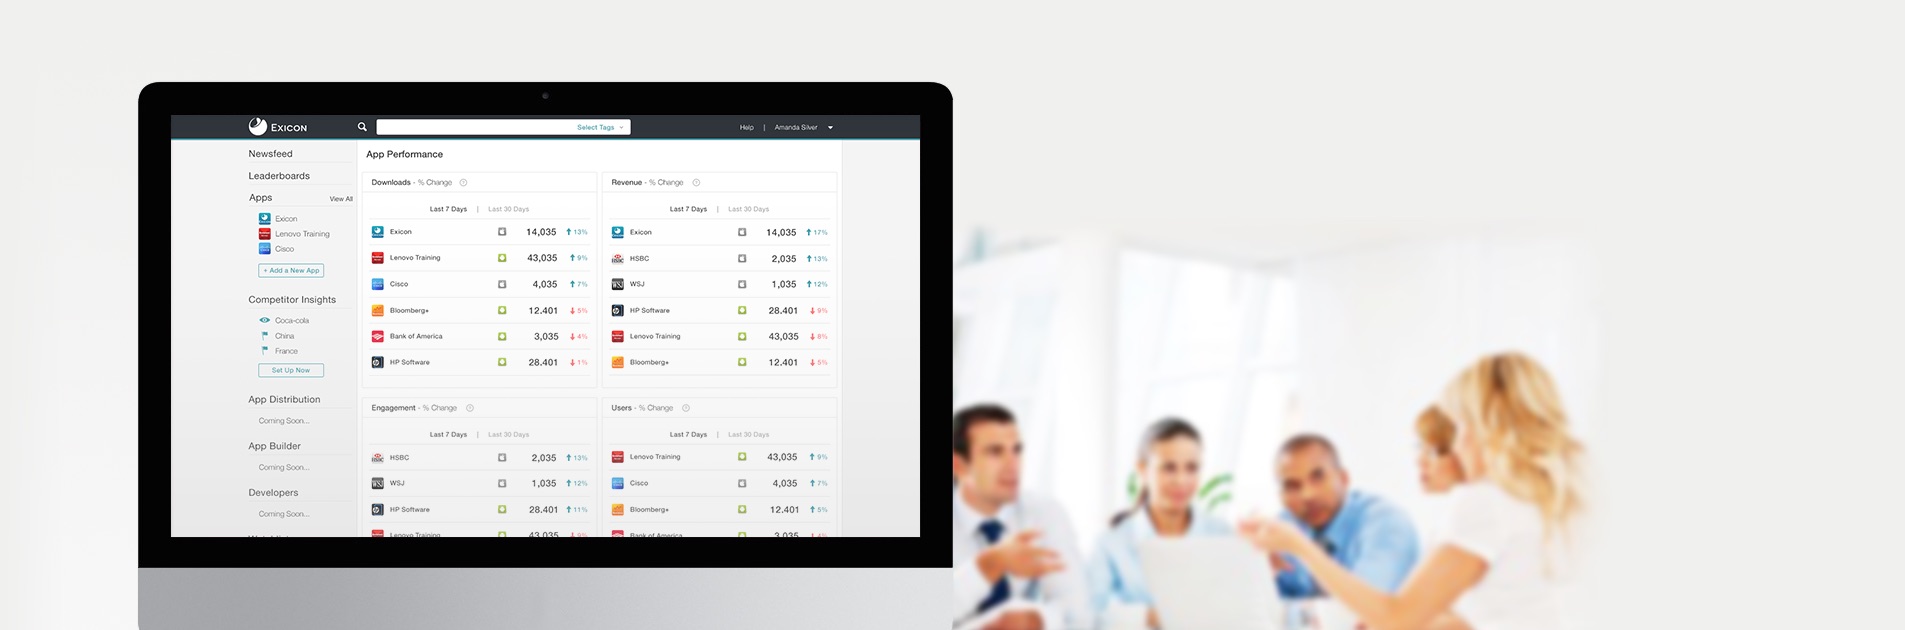 EXICON
Select Tags
Help | Amanda Silver
Newsfeed
Leaderboards
Apps View All
Exicon
Lenovo Training
Cisco
+ Add a New App
Competitor Insights
Coca-cola
China
France
Set Up Now
App Distribution
Coming Soon...
App Builder
Coming Soon...
Developers
Coming Soon...
App Performance
Downloads - % Change
Last 7 Days | Last 30 Days
Exicon 14,035 13%
Lenovo Training 43,035 9%
Cisco 4,035 7%
Bloomberg+ 12.401 5%
Bank of America 3,035 4%
HP Software 28.401 1%
Revenue - % Change
Last 7 Days | Last 30 Days
Exicon 14,035 17%
HSBC 2,035 13%
WSJ 1,035 12%
HP Software 28.401 9%
Lenovo Training 43,035 8%
Bloomberg+ 12.401 5%
Engagement - % Change
Last 7 Days | Last 30 Days
HSBC 2,035 13%
WSJ 1,035 12%
HP Software 28.401 11%
Lenovo Training 43,035 9%
Users - % Change
Last 7 Days | Last 30 Days
Lenovo Training 43,035 9%
Cisco 4,035 7%
Bloomberg+ 12.401 5%
Bank of America 3,035 4%